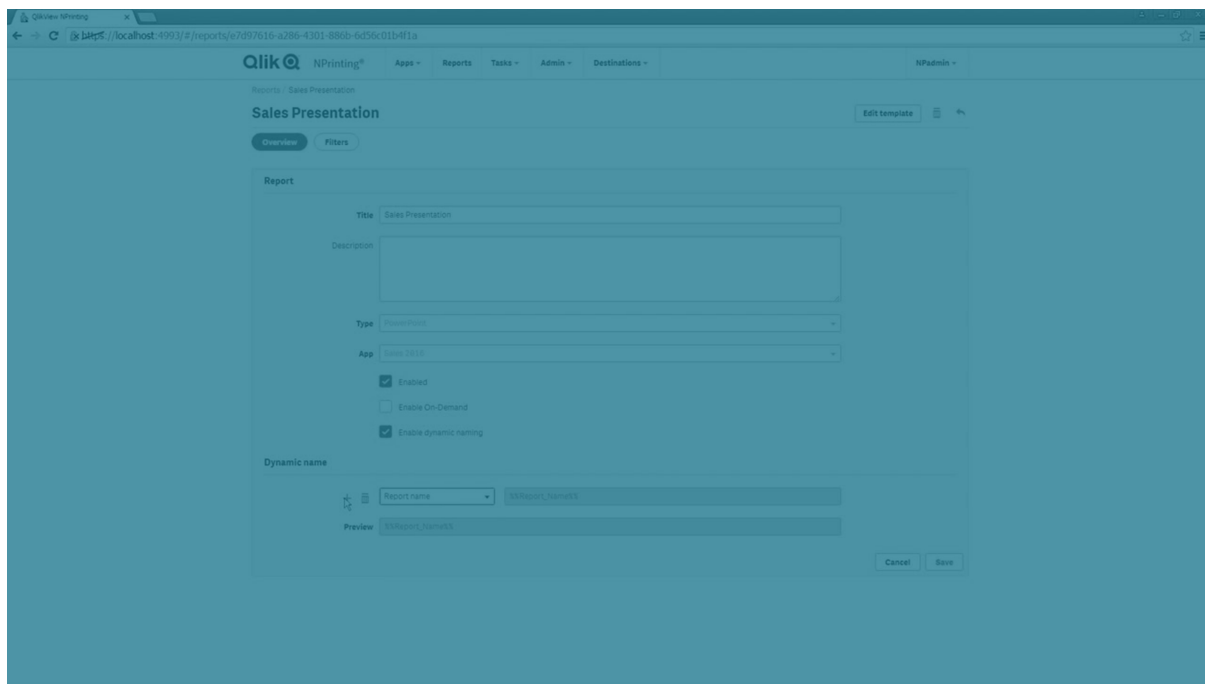 QlikView NPrinting
https://localhost:4993/#/reports/e7d97616-a286-4301-886b-6d56c01b4f1a
Qlik Q NPrinting® Apps Reports Tasks Admin Destinations NPadmin
Reports / Sales Presentation
Sales Presentation Edit template
Overview Filters
Report
Title Sales Presentation
Description
Type PowerPoint
App
Enabled
Enable On-Demand
Enable dynamic naming
Dynamic name
Report name %%Report_Name%%
Preview %%Report_Name%%
Cancel Save